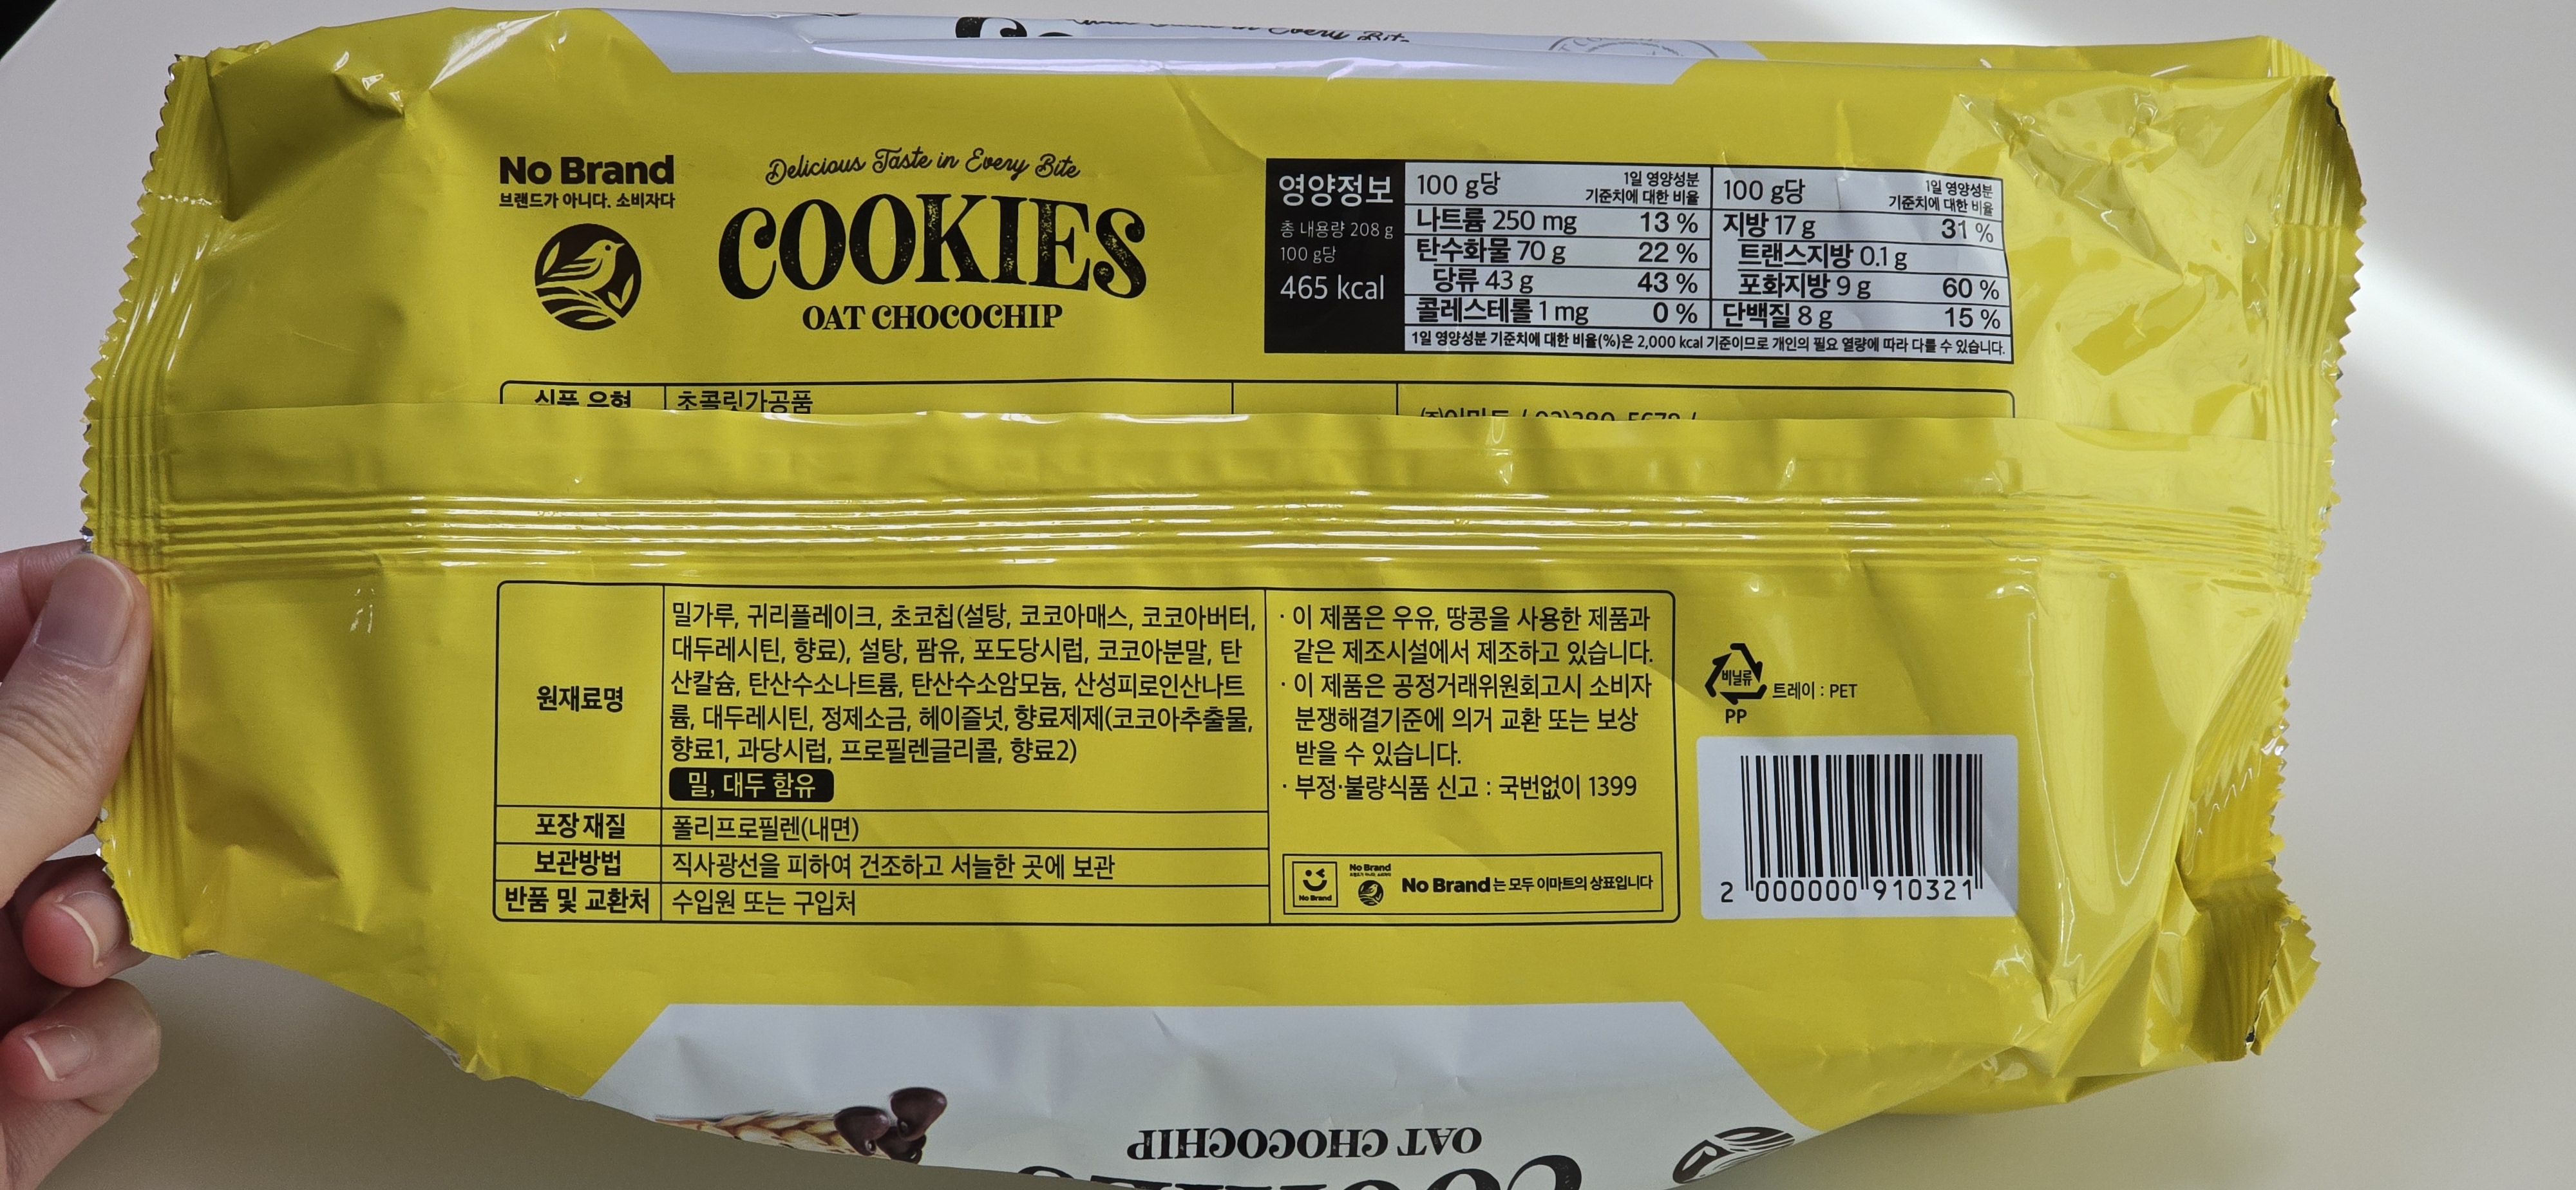 Delicious Taste in Every Bite
No Brand
브랜드가 아니다. 소비자다
COOKIES
OAT CHOCOCHIP
영양정보
총 내용량 208 g
100 g당
465 kcal
100 g당 1일 영양성분 기준치에 대한 비율
나트륨 250 mg 13 %
탄수화물 70 g 22 %
당류 43 g 43 %
콜레스테롤 1 mg 0 %
100 g당 1일 영양성분 기준치에 대한 비율
지방 17 g 31 %
트랜스지방 0.1 g
포화지방 9 g 60 %
단백질 8 g 15 %
1일 영양성분 기준치에 대한 비율(%)은 2,000 kcal 기준이므로 개인의 필요 열량에 따라 다를 수 있습니다.
식품 유형 초콜릿가공품
원재료명
밀가루, 귀리플레이크, 초코칩(설탕, 코코아매스, 코코아버터,
대두레시틴, 향료), 설탕, 팜유, 포도당시럽, 코코아분말, 탄
산칼슘, 탄산수소나트륨, 탄산수소암모늄, 산성피로인산나트
륨, 대두레시틴, 정제소금, 헤이즐넛, 향료제제(코코아추출물,
향료1, 과당시럽, 프로필렌글리콜, 향료2)
밀, 대두 함유
포장 재질 폴리프로필렌(내면)
보관방법 직사광선을 피하여 건조하고 서늘한 곳에 보관
반품 및 교환처 수입원 또는 구입처
· 이 제품은 우유, 땅콩을 사용한 제품과
같은 제조시설에서 제조하고 있습니다.
· 이 제품은 공정거래위원회고시 소비자
분쟁해결기준에 의거 교환 또는 보상
받을 수 있습니다.
· 부정·불량식품 신고 : 국번없이 1399
No Brand
No Brand
No Brand는 모두 이마트의 상표입니다
비닐류
PP
트레이 : PET
2 000000 910321
OAT CHOCOCHIP